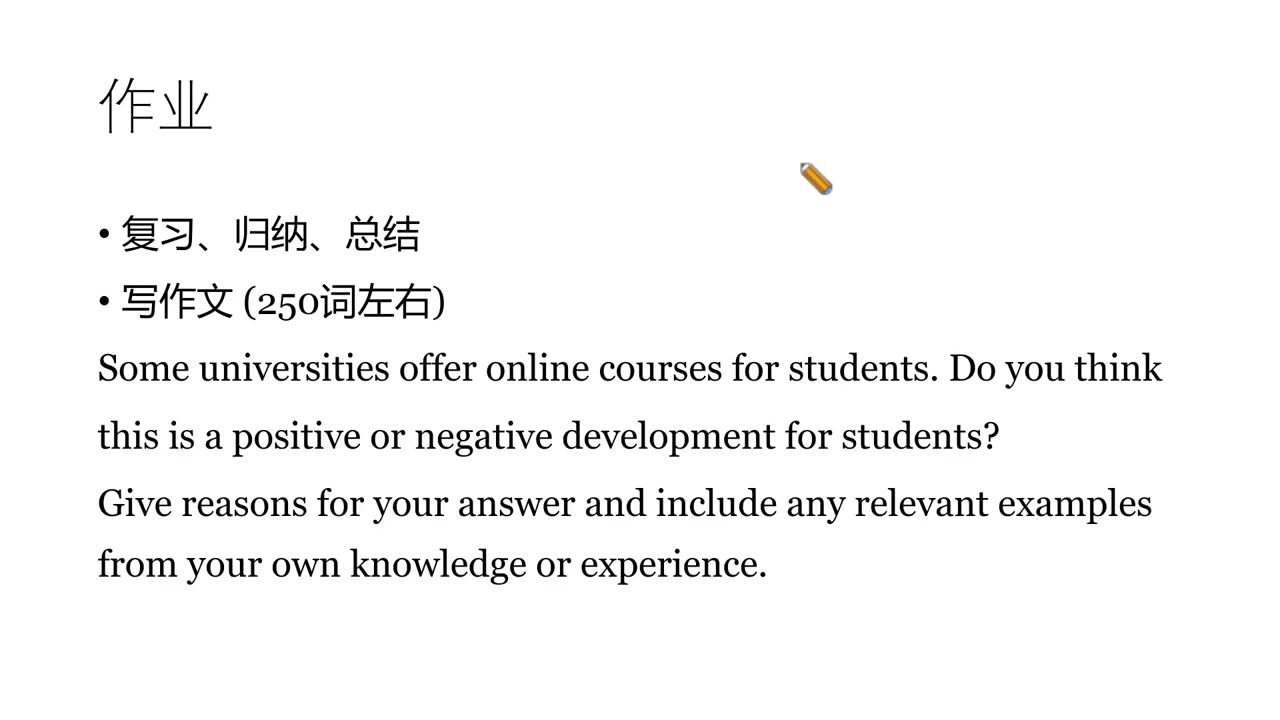 作业
• 复习、归纳、总结
• 写作文 (250词左右)
Some universities offer online courses for students. Do you think
this is a positive or negative development for students?
Give reasons for your answer and include any relevant examples
from your own knowledge or experience.